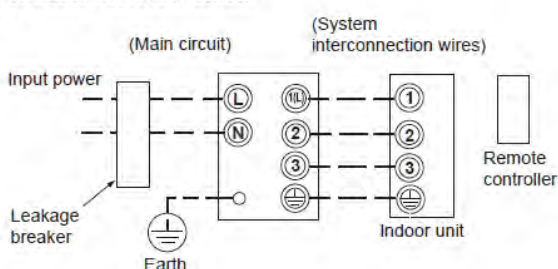 (Main circuit)
(System
interconnection wires)
Input power
L
N
1(L)
2
3
1
2
3
Remote
controller
Leakage
breaker
Earth
Indoor unit